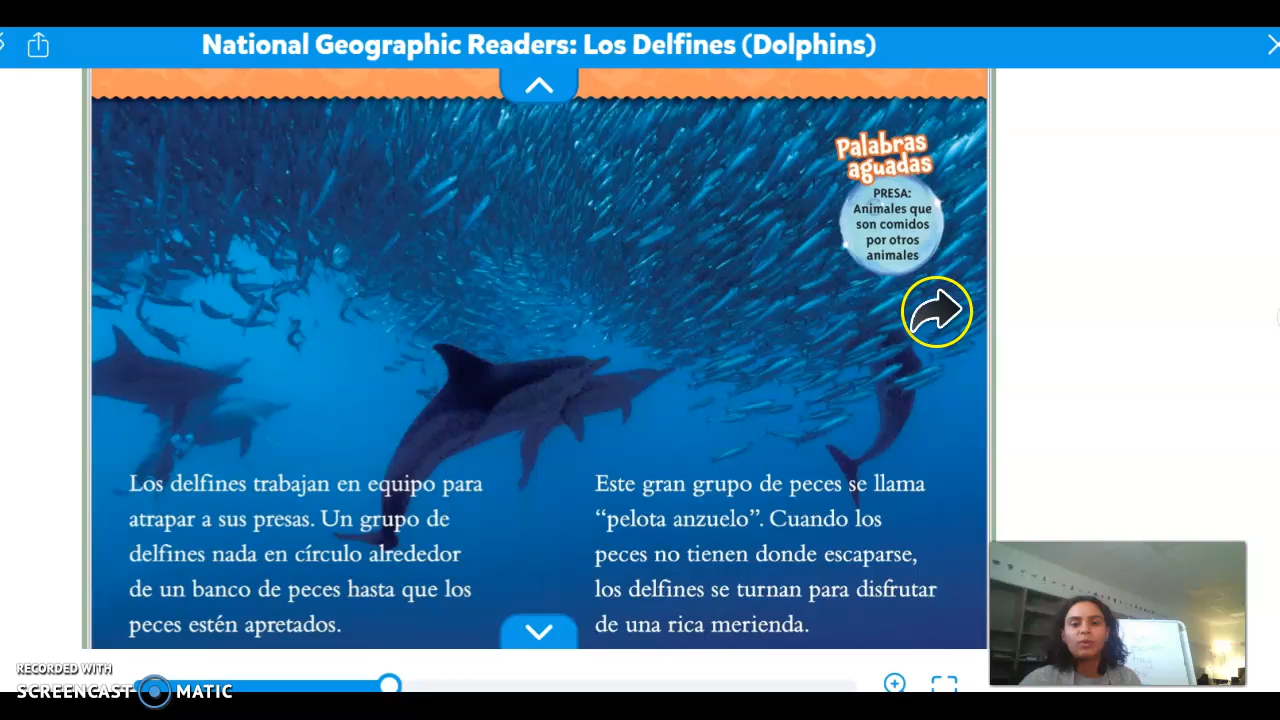 National Geographic Readers: Los Delfines (Dolphins)
Palabras
aguadas
PRESA:
Animales que
son comidos
por otros
animales
Los delfines trabajan en equipo para
atrapar a sus presas. Un grupo de
delfines nada en círculo alrededor
de un banco de peces hasta que los
peces estén apretados.
Este gran grupo de peces se llama
“pelota anzuelo”. Cuando los
peces no tienen donde escaparse,
los delfines se turnan para disfrutar
de una rica merienda.
RECORDED WITH
SCREENCAST MATIC